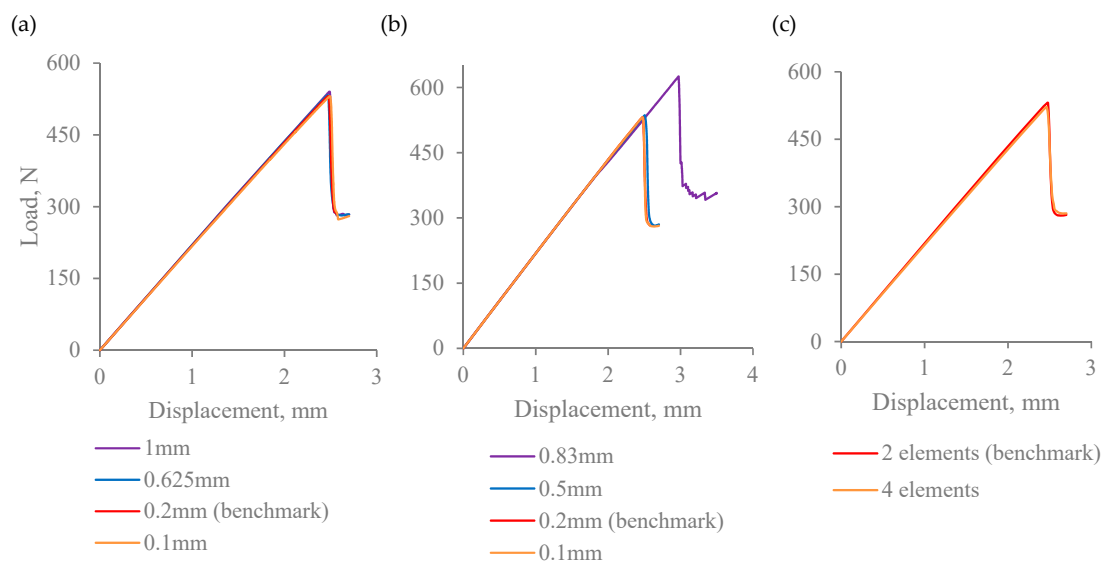 (a)
(b)
(c)
Load, N
600
450
300
150
0
0
1
2
3
Displacement, mm
1mm
0.625mm
0.2mm (benchmark)
0.1mm
600
450
300
150
0
0
1
2
3
4
Displacement, mm
0.83mm
0.5mm
0.2mm (benchmark)
0.1mm
600
450
300
150
0
0
1
2
3
Displacement, mm
2 elements (benchmark)
4 elements